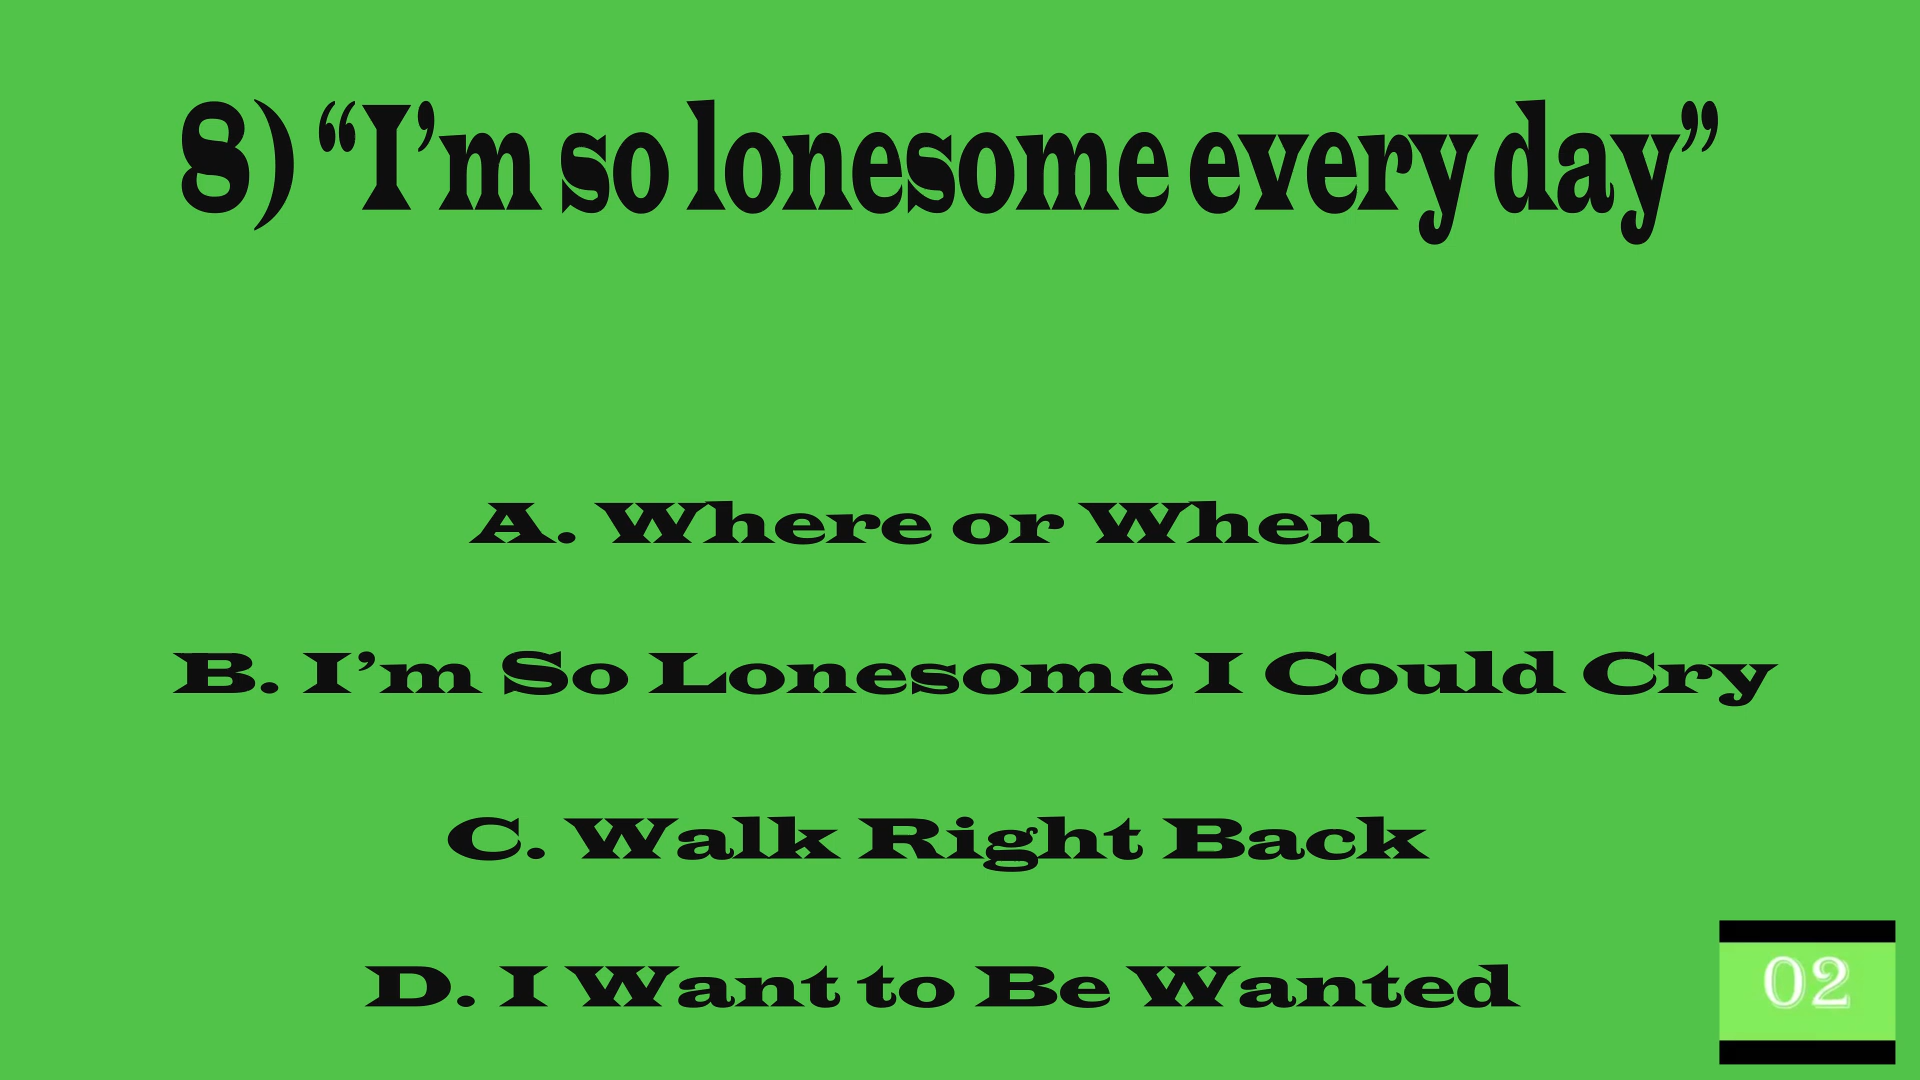 8) “I’m so lonesome every day”
A. Where or When
B. I’m So Lonesome I Could Cry
C. Walk Right Back
D. I Want to Be Wanted
02